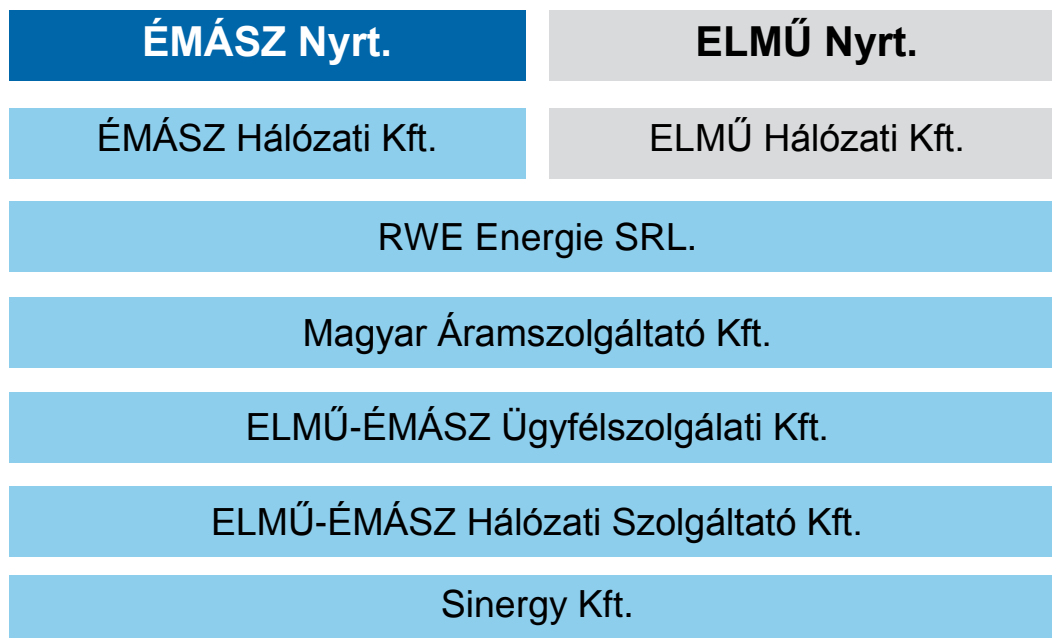 ÉMÁSZ Nyrt.
ELMŰ Nyrt.
ÉMÁSZ Hálózati Kft.
ELMŰ Hálózati Kft.
RWE Energie SRL.
Magyar Áramszolgáltató Kft.
ELMŰ-ÉMÁSZ Ügyfélszolgálati Kft.
ELMŰ-ÉMÁSZ Hálózati Szolgáltató Kft.
Sinergy Kft.